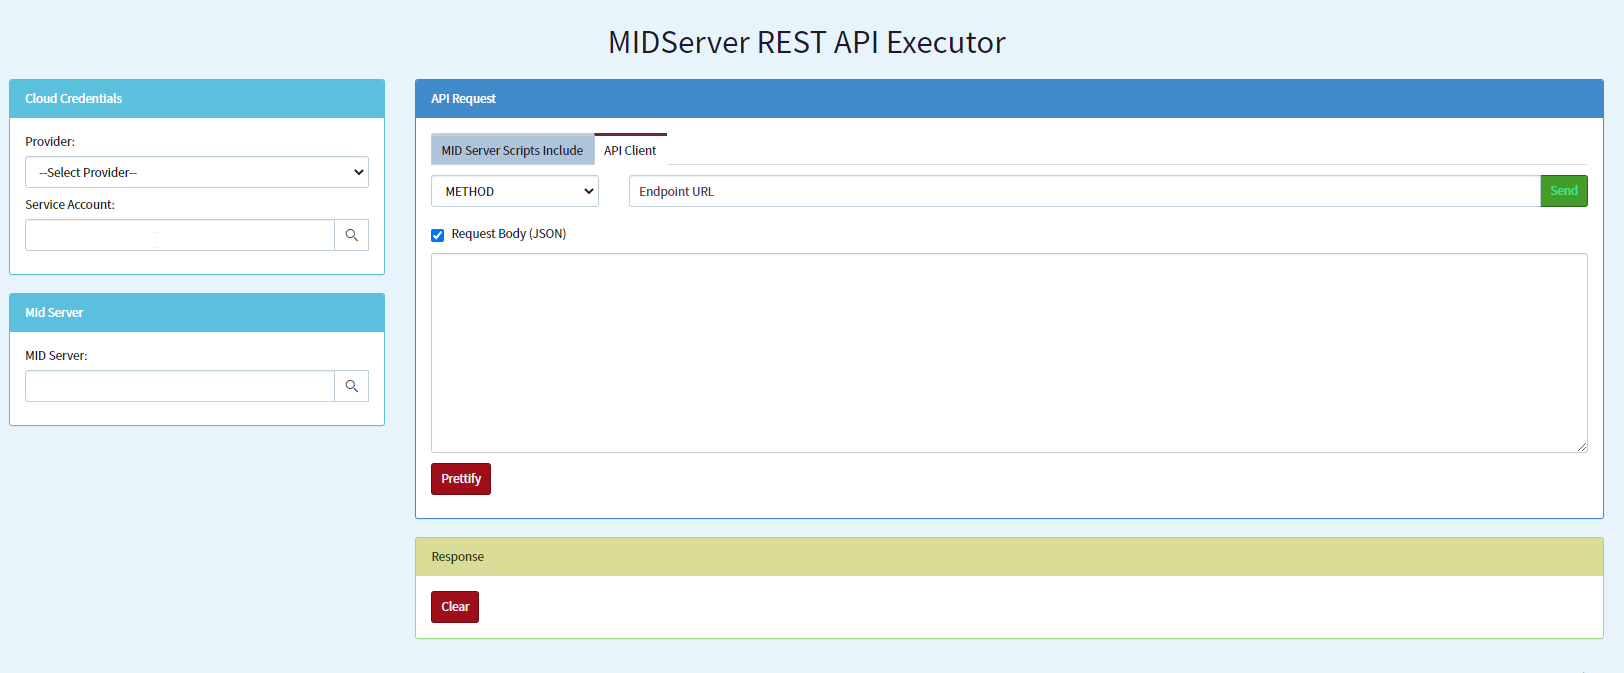 MIDServer REST API Executor
Cloud Credentials
Provider:
--Select Provider--
Service Account:
Mid Server
MID Server:
API Request
MID Server Scripts Include
API Client
METHOD
Endpoint URL
Send
Request Body (JSON)
Prettify
Response
Clear